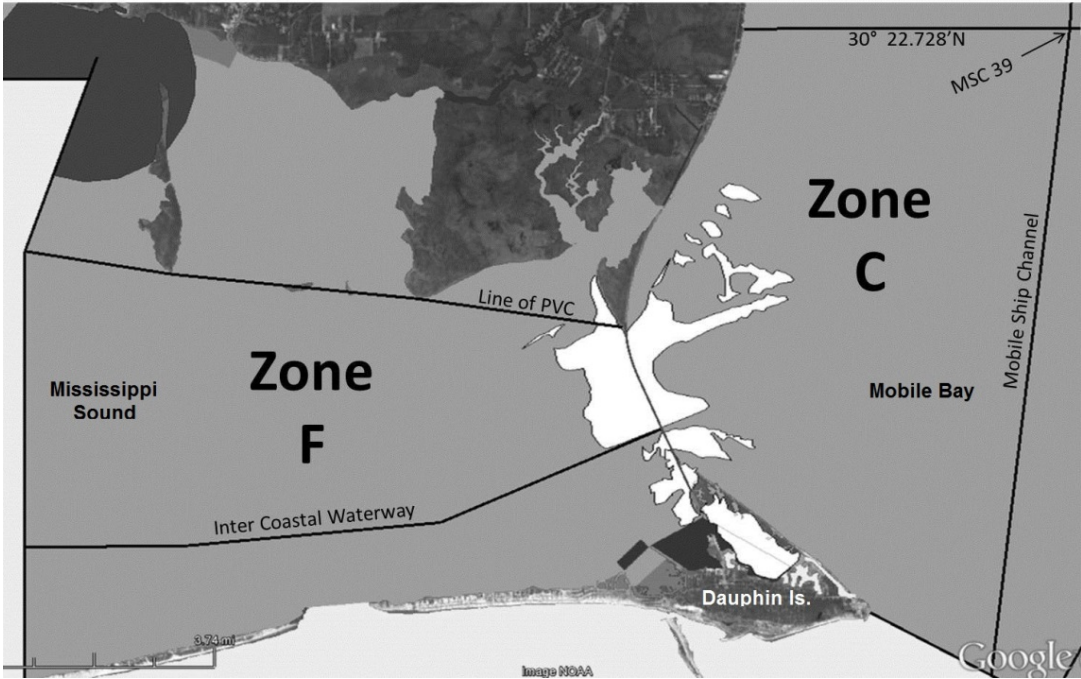 30° 22.728’N
MSC 39
Zone
C
Mobile Ship Channel
Line of PVC
Zone
F
Mississippi
Sound
Mobile Bay
Inter Coastal Waterway
Dauphin Is.
3.74 mi
Image NOAA
Google